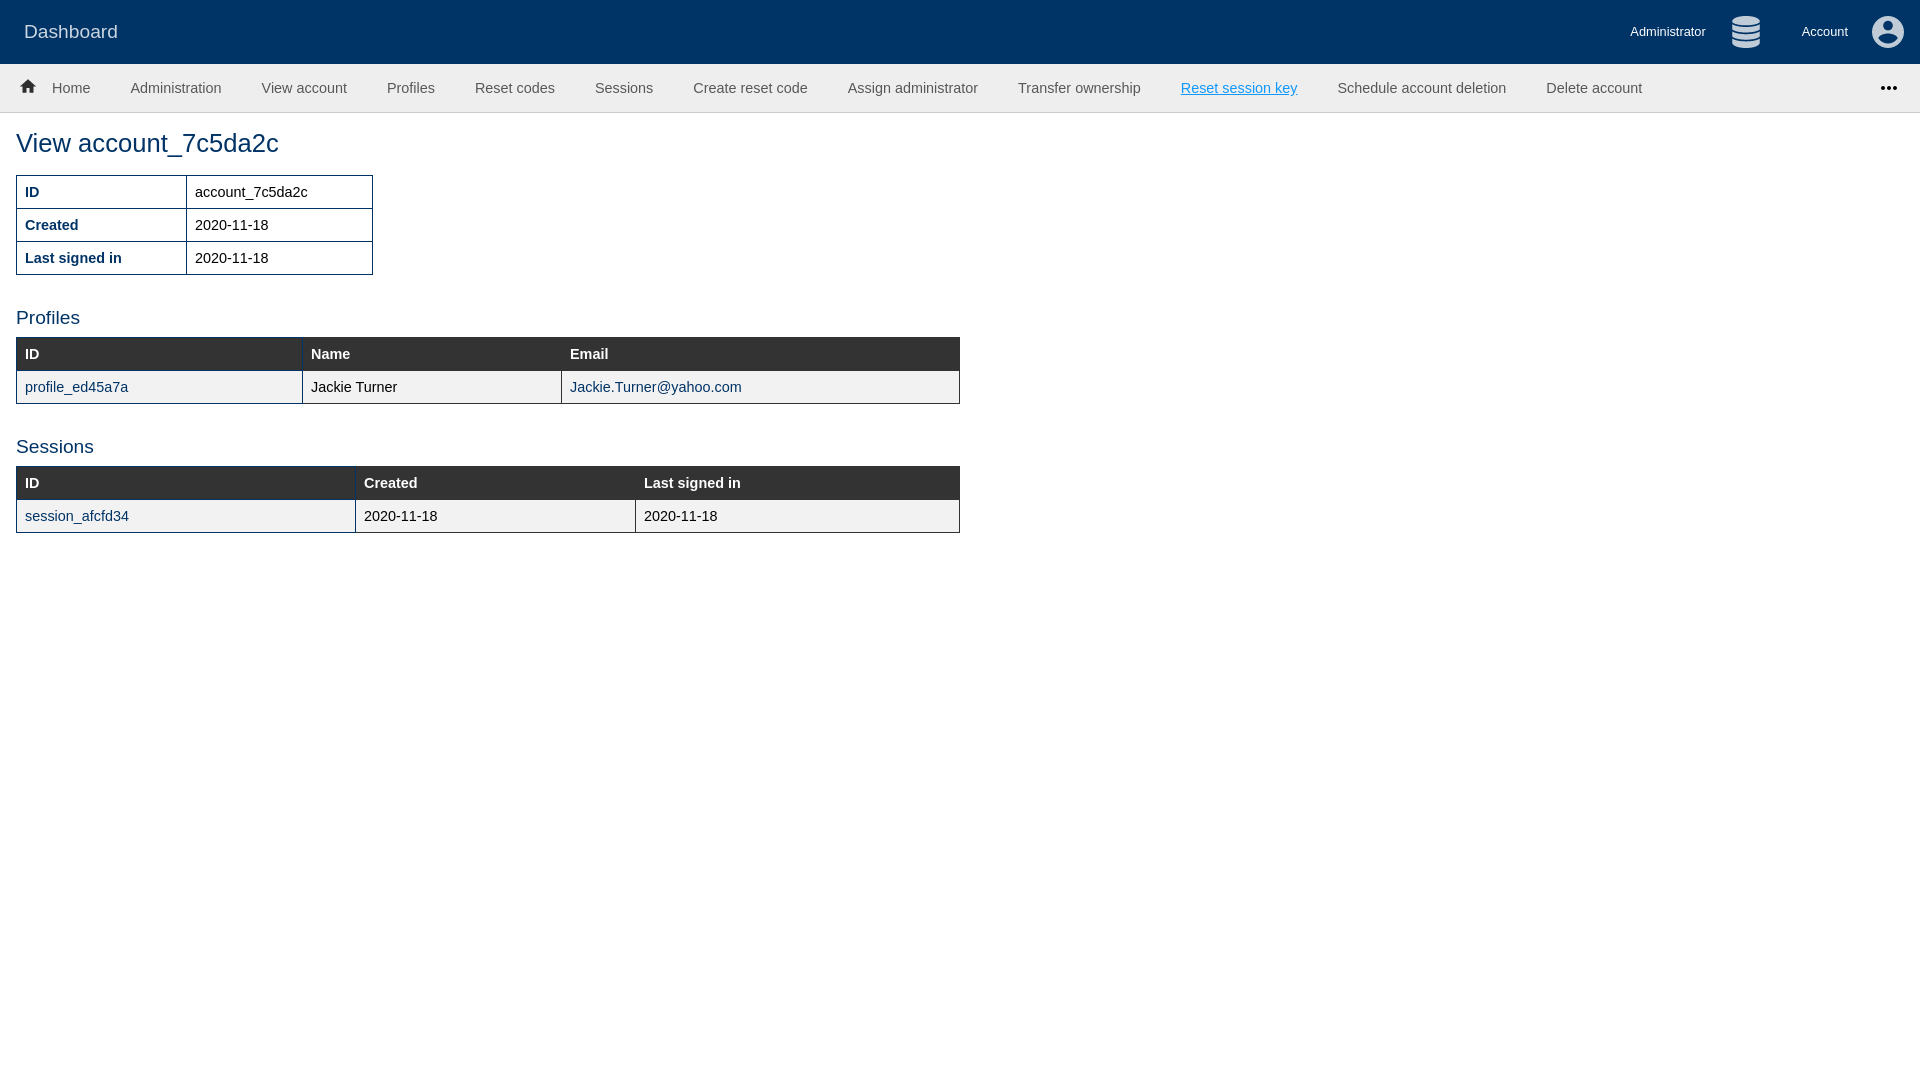 Dashboard
Administrator
Account
Home Administration View account Profiles Reset codes Sessions Create reset code Assign administrator Transfer ownership Reset session key Schedule account deletion Delete account
View account_7c5da2c
ID account_7c5da2c
Created 2020-11-18
Last signed in 2020-11-18
Profiles
ID Name Email
profile_ed45a7a Jackie Turner Jackie.Turner@yahoo.com
Sessions
ID Created Last signed in
session_afcfd34 2020-11-18 2020-11-18